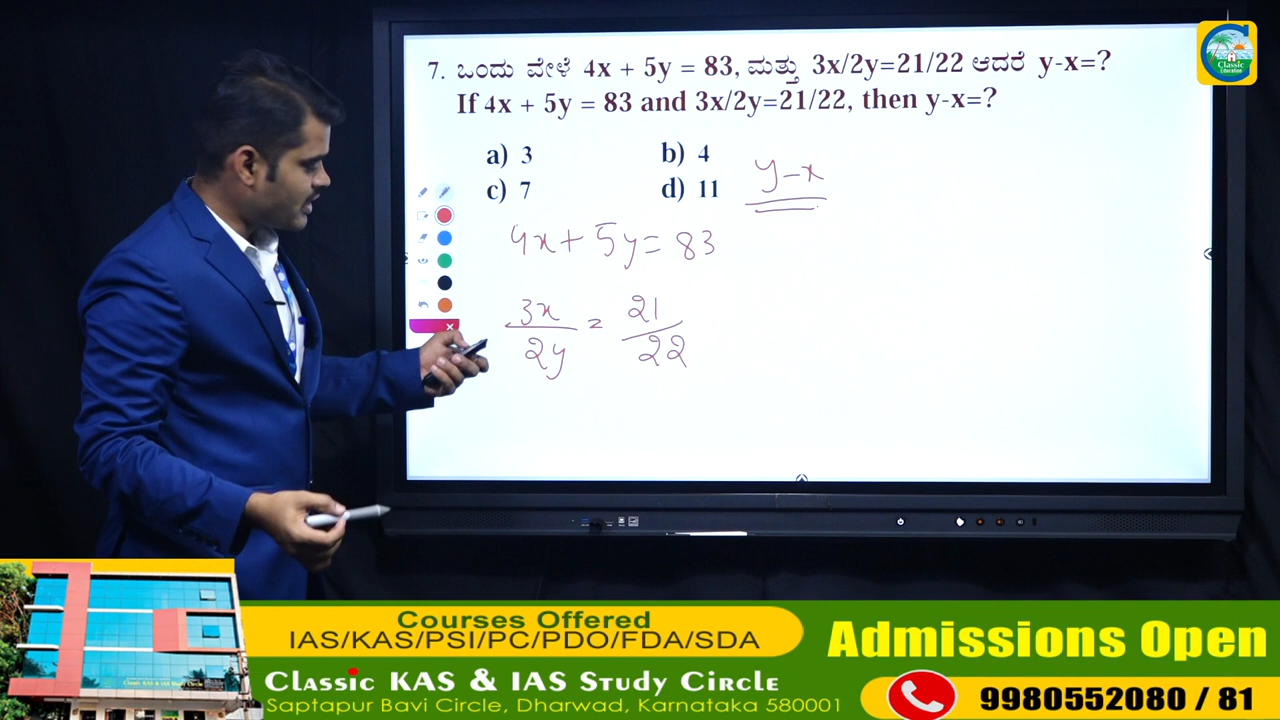 7. ಒಂದು ವೇಳೆ 4x + 5y = 83, ಮತ್ತು 3x/2y=21/22 ಆದರೆ y-x=?
If 4x + 5y = 83 and 3x/2y=21/22, then y-x=?
a) 3 b) 4
c) 7 d) 11
y-x
4x+5y=83
3x/2y = 21/22
Classic
Education
Courses Offered
IAS/KAS/PSI/PC/PDO/FDA/SDA
Classic KAS & IAS Study Circle
Saptapur Bavi Circle, Dharwad, Karnataka 580001
Admissions Open
9980552080 / 81